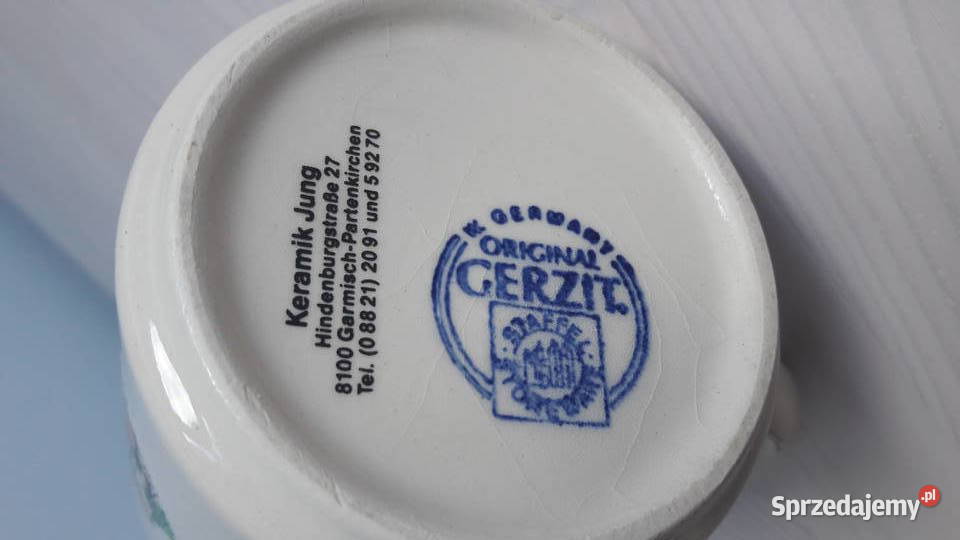 Keramik Jung
Hindenburgstraße 27
8100 Garmisch-Partenkirchen
Tel. (0 88 21) 20 91 und 5 92 70
W. GERMANY
ORIGINAL
GERZIT
STAFFEL
STONEWARE
Sprzedajemy.pl